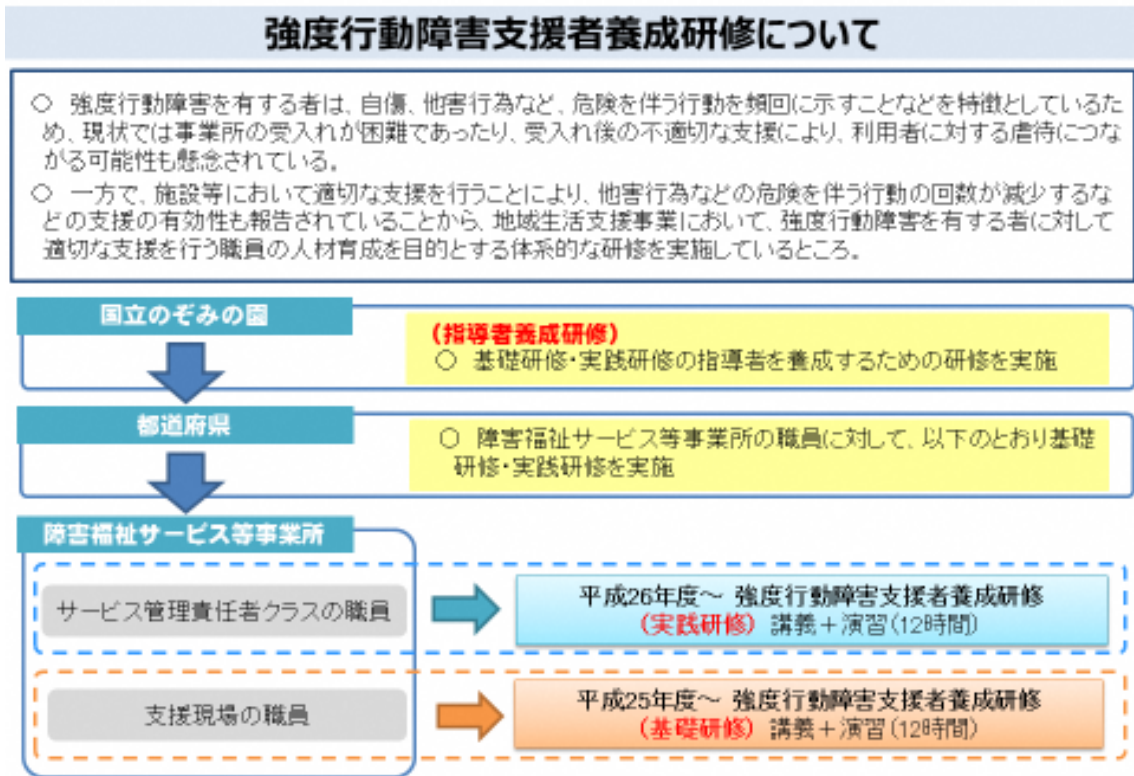 強度行動障害支援者養成研修について
○ 強度行動障害を有する者は、自傷、他害行為など、危険を伴う行動を頻回に示すことなどを特徴としているた
め、現状では事業所の受入れが困難であったり、受入れ後の不適切な支援により、利用者に対する虐待につな
がる可能性も懸念されている。
○ 一方で、施設等において適切な支援を行うことにより、他害行為などの危険を伴う行動の回数が減少するな
どの支援の有効性も報告されていることから、地域生活支援事業において、強度行動障害を有する者に対して
適切な支援を行う職員の人材育成を目的とする体系的な研修を実施しているところ。
国立のぞみの園
(指導者養成研修)
○ 基礎研修・実践研修の指導者を養成するための研修を実施
都道府県
○ 障害福祉サービス等事業所の職員に対して、以下のとおり基礎
研修・実践研修を実施
障害福祉サービス等事業所
サービス管理責任者クラスの職員
平成26年度～ 強度行動障害支援者養成研修
(実践研修) 講義＋演習(12時間)
支援現場の職員
平成25年度～ 強度行動障害支援者養成研修
(基礎研修) 講義＋演習(12時間)